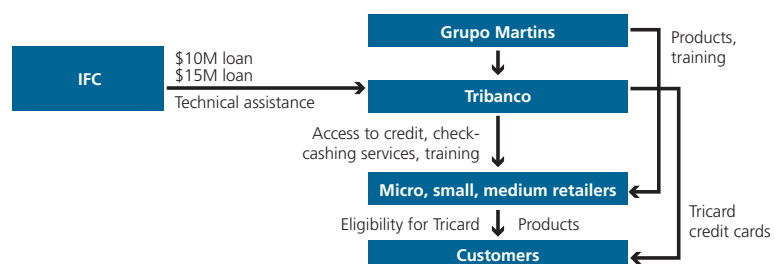 Grupo Martins
Products,
training
$10M loan
$15M loan
IFC
Technical assistance
Tribanco
Access to credit, check-
cashing services, training
Micro, small, medium retailers
Eligibility for Tricard
Products
Tricard
credit cards
Customers